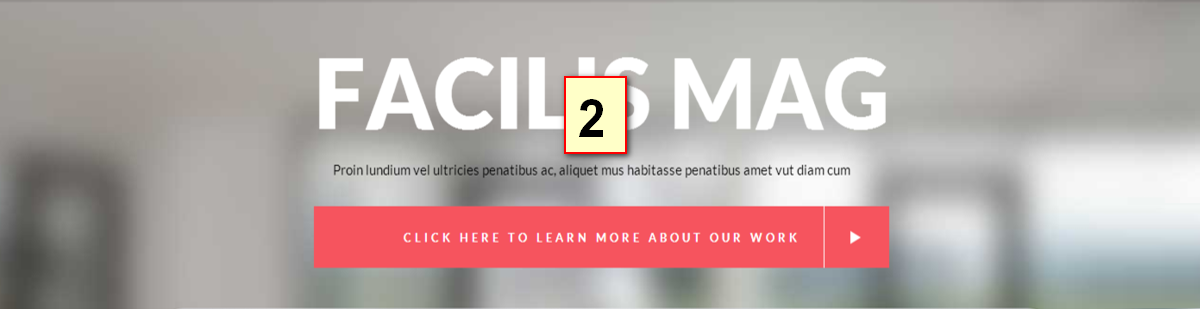 FACILIS MAG
2
Proin lundium vel ultricies penatibus ac, aliquet mus habitasse penatibus amet vut diam cum
CLICK HERE TO LEARN MORE ABOUT OUR WORK